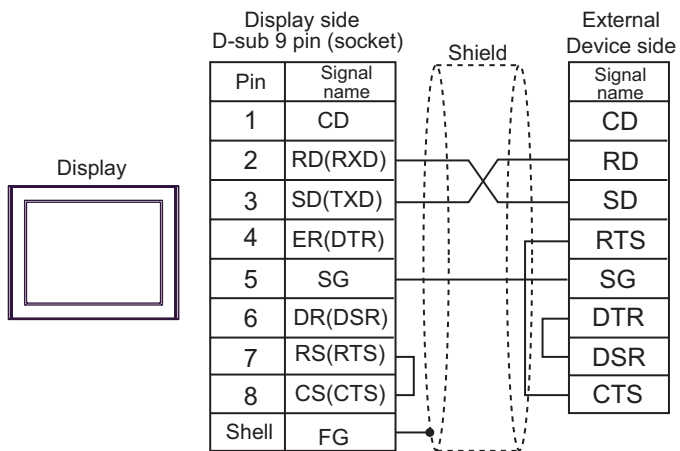 Display side
D-sub 9 pin (socket)
Shield
External
Device side
Display
Pin Signal name
1 CD
2 RD(RXD)
3 SD(TXD)
4 ER(DTR)
5 SG
6 DR(DSR)
7 RS(RTS)
8 CS(CTS)
Shell FG
Signal
name
CD
RD
SD
RTS
SG
DTR
DSR
CTS